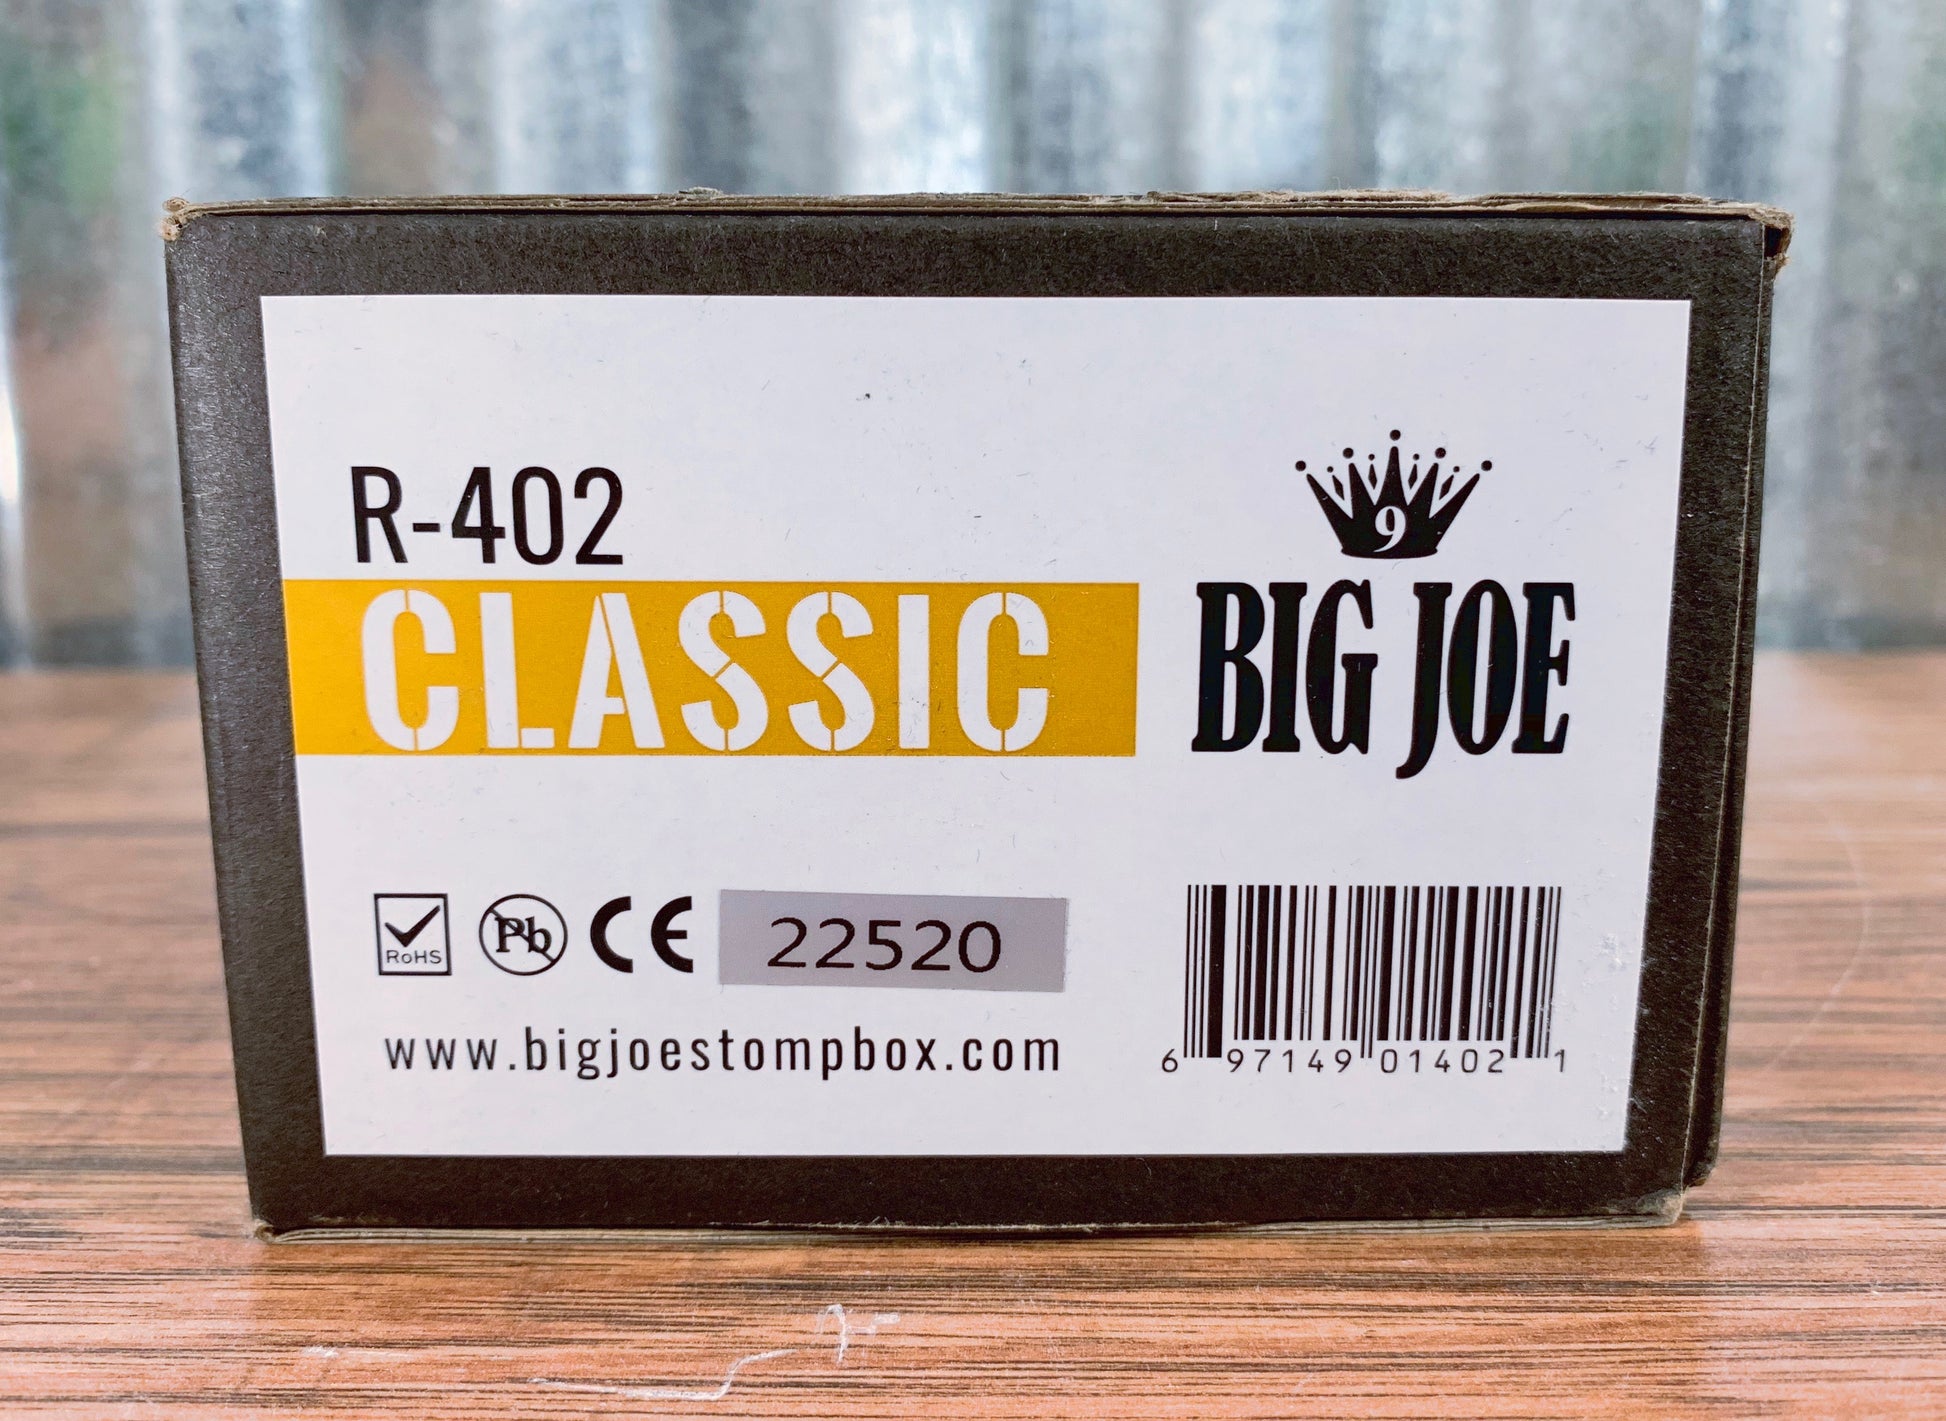 R-402
CLASSIC
9
BIG JOE
RoHS
Pb
CE
22520
www.bigjoestompbox.com
6 97149 01402 1